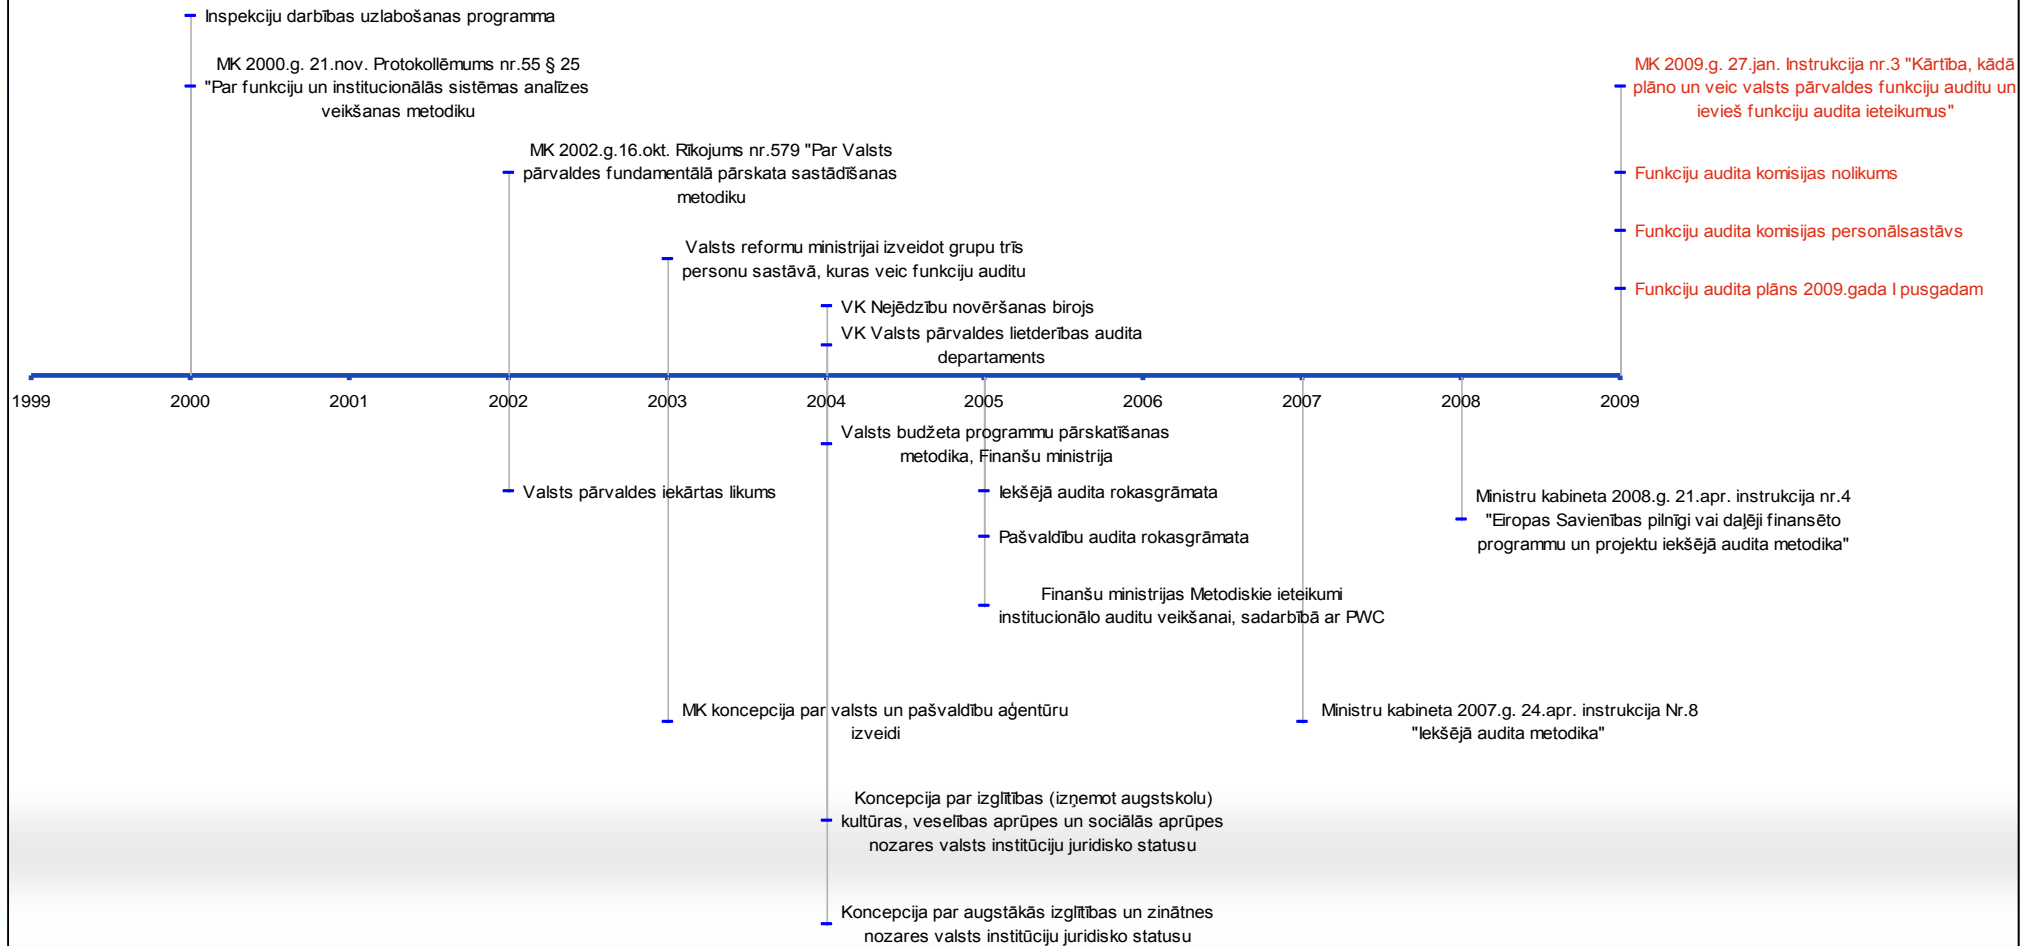 Inspekciju darbības uzlabošanas programma
MK 2000.g. 21.nov. Protokollēmums nr.55 § 25
"Par funkciju un institucionālās sistēmas analīzes
veikšanas metodiku
MK 2002.g.16.okt. Rīkojums nr.579 "Par Valsts
pārvaldes fundamentālā pārskata sastādīšanas
metodiku
Valsts reformu ministrijai izveidot grupu trīs
personu sastāvā, kuras veic funkciju auditu
VK Nejēdzību novēršanas birojs
VK Valsts pārvaldes lietderības audita
departaments
MK 2009.g. 27.jan. Instrukcija nr.3 "Kārtība, kādā
plāno un veic valsts pārvaldes funkciju auditu un
ievieš funkciju audita ieteikumus"
Funkciju audita komisijas nolikums
Funkciju audita komisijas personālsastāvs
Funkciju audita plāns 2009.gada I pusgadam
1999 2000 2001 2002 2003 2004 2005 2006 2007 2008 2009
Valsts pārvaldes iekārtas likums
MK koncepcija par valsts un pašvaldību aģentūru
izveidi
Valsts budžeta programmu pārskatīšanas
metodika, Finanšu ministrija
Koncepcija par izglītības (izņemot augstskolu)
kultūras, veselības aprūpes un sociālās aprūpes
nozares valsts institūciju juridisko statusu
Koncepcija par augstākās izglītības un zinātnes
nozares valsts institūciju juridisko statusu
Iekšējā audita rokasgrāmata
Pašvaldību audita rokasgrāmata
Finanšu ministrijas Metodiskie ieteikumi
institucionālo auditu veikšanai, sadarbībā ar PWC
Ministru kabineta 2007.g. 24.apr. instrukcija Nr.8
"Iekšējā audita metodika"
Ministru kabineta 2008.g. 21.apr. instrukcija nr.4
"Eiropas Savienības pilnīgi vai daļēji finansēto
programmu un projektu iekšējā audita metodika"